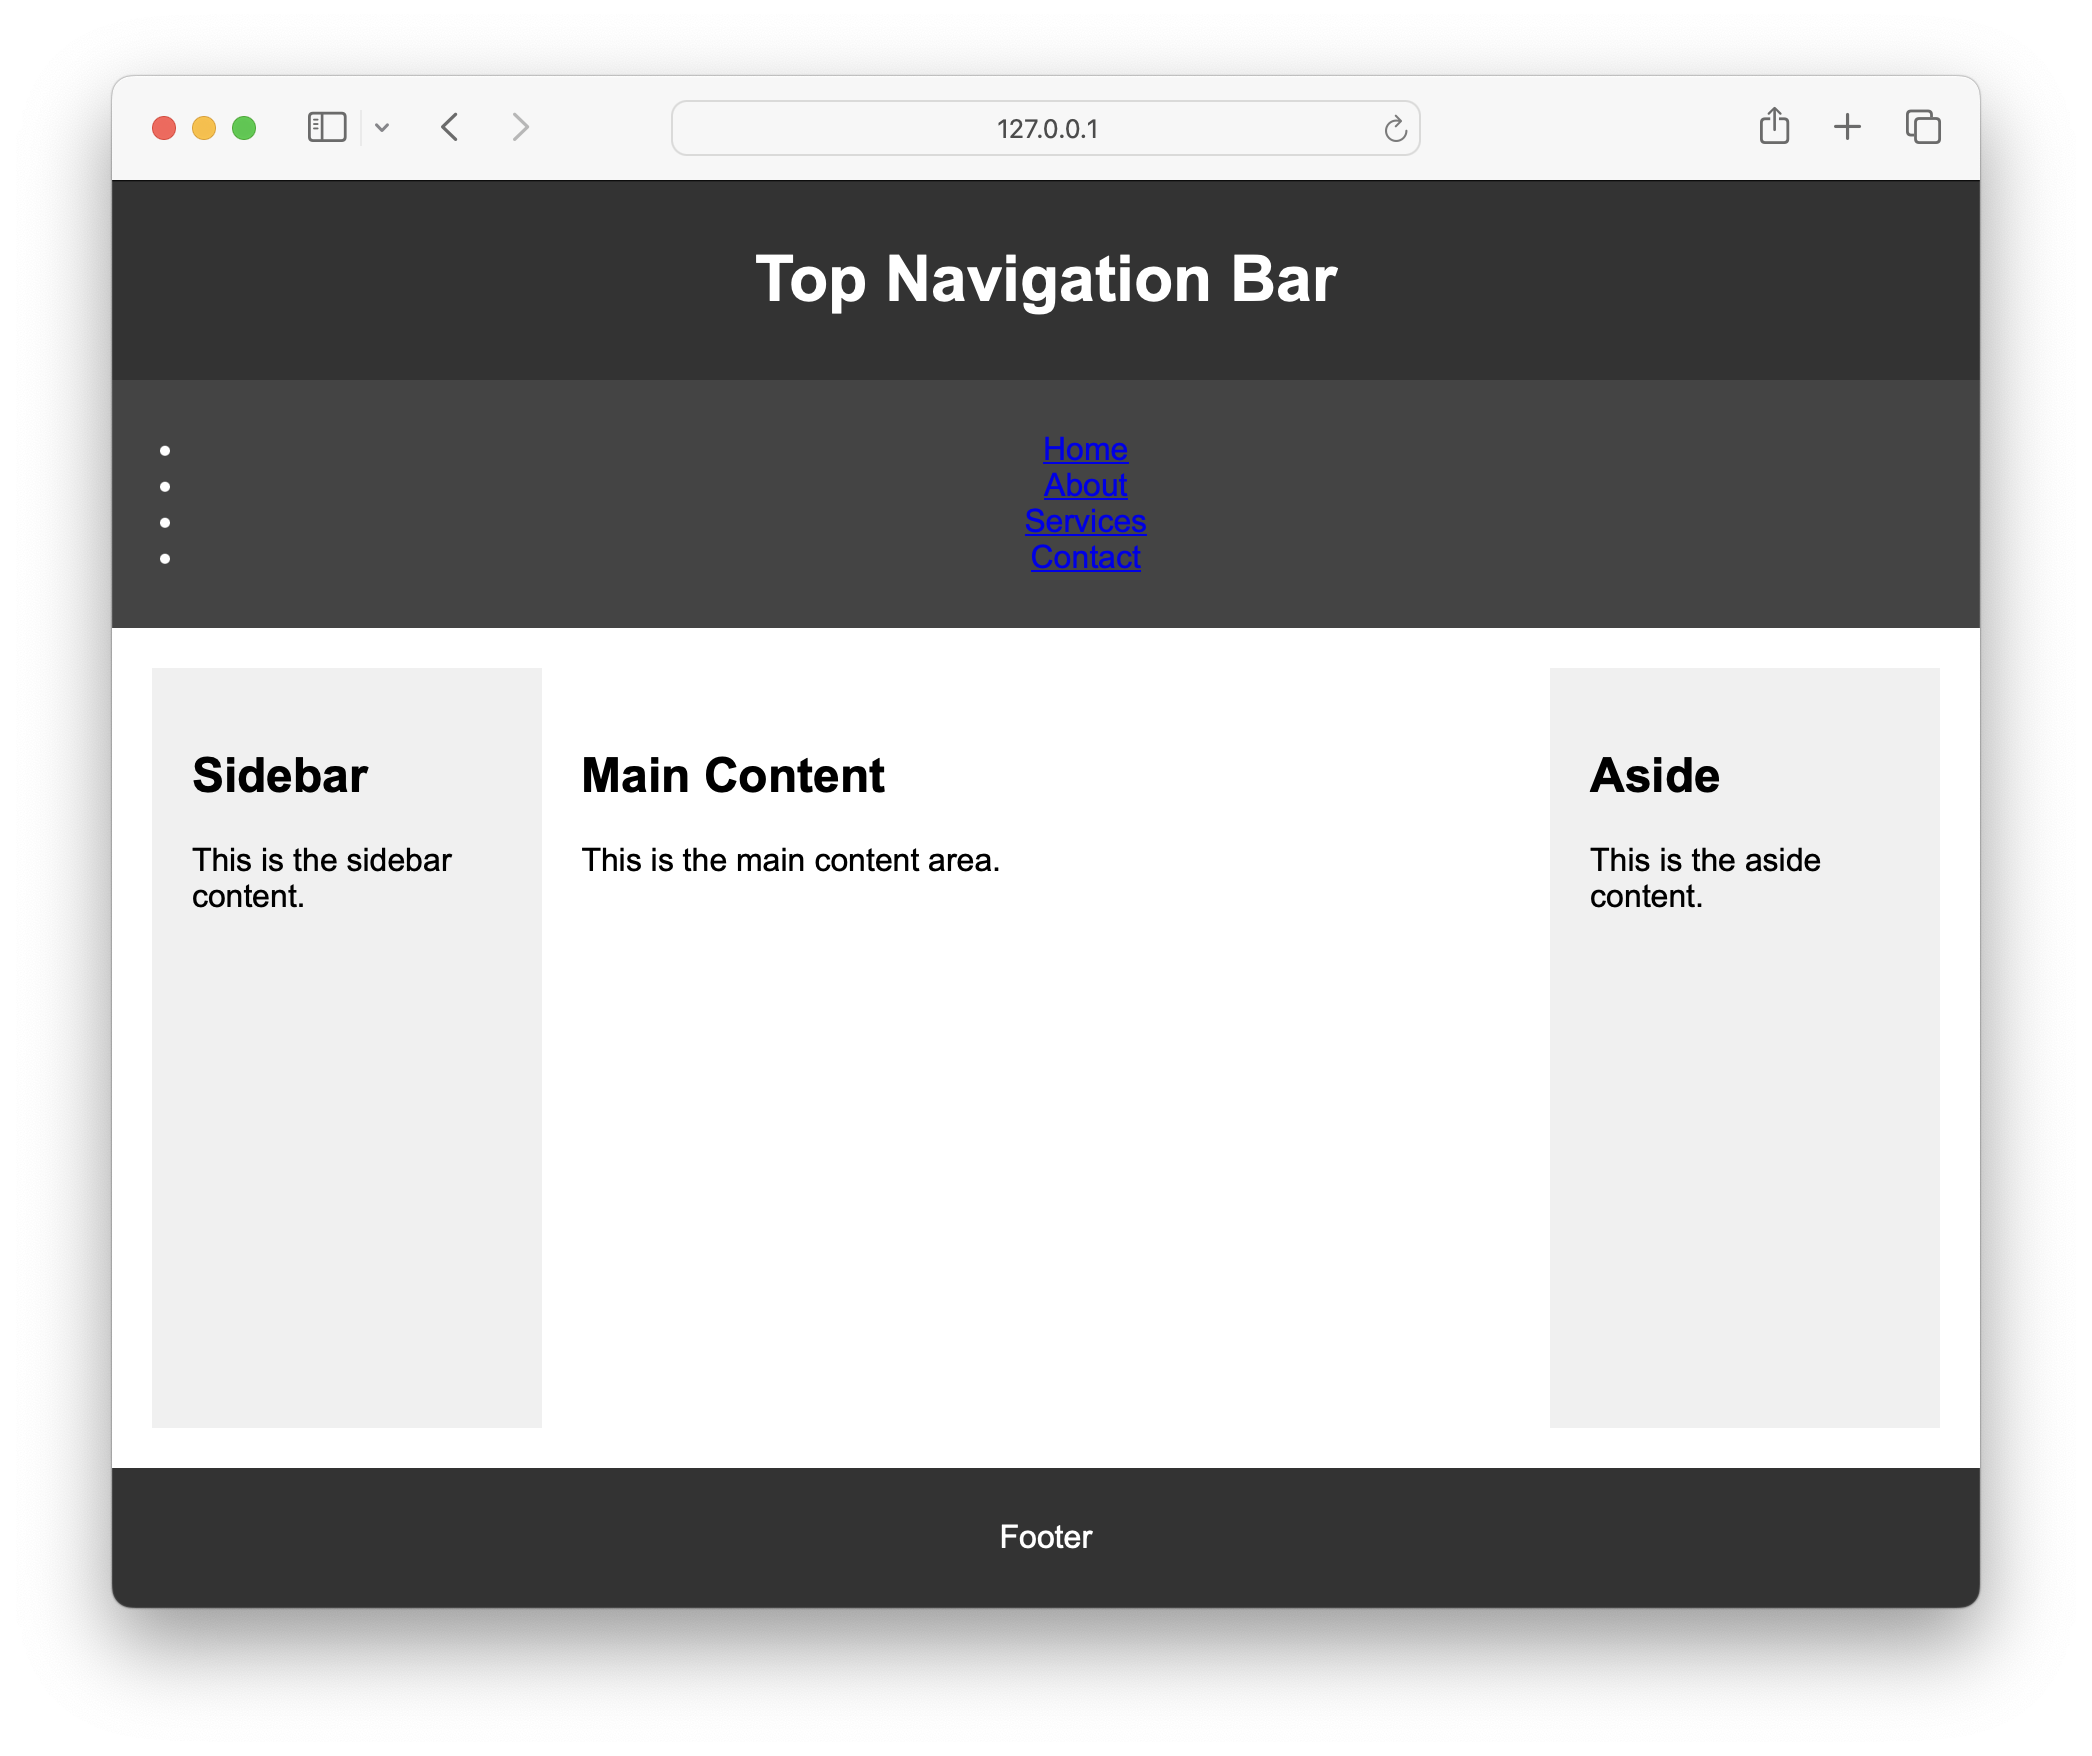 127.0.0.1
Top Navigation Bar
Home
About
Services
Contact
Sidebar
This is the sidebar
content.
Main Content
This is the main content area.
Aside
This is the aside
content.
Footer